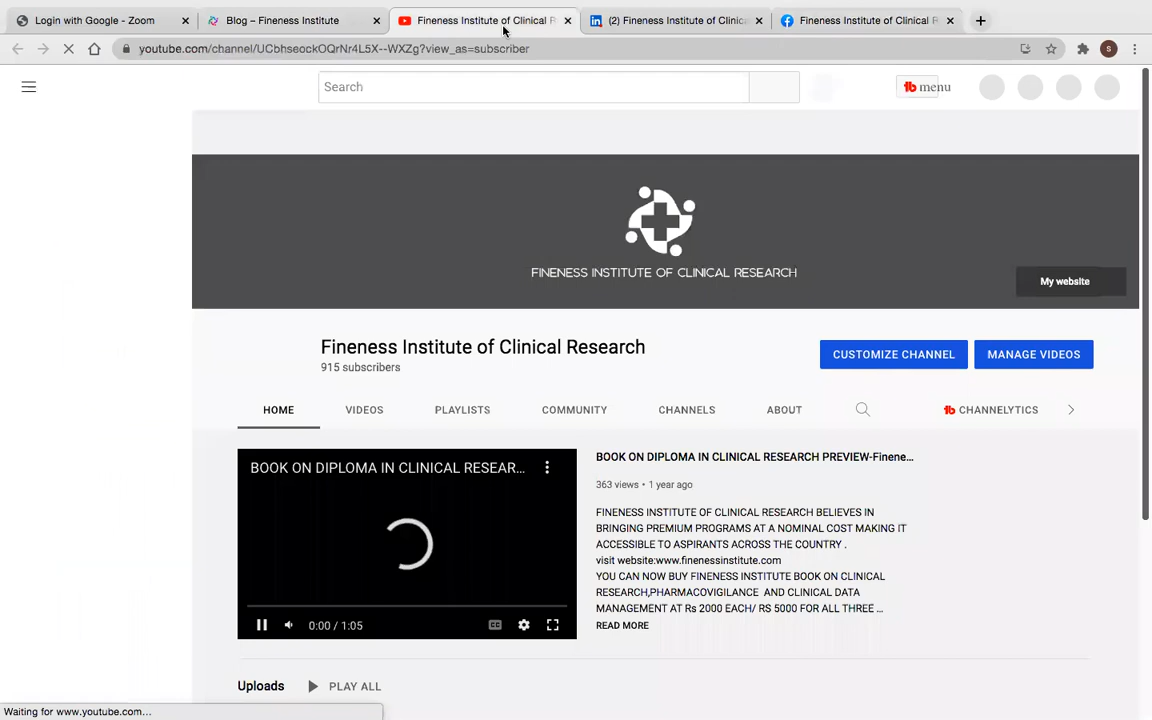 Login with Google - Zoom
Blog – Fineness Institute
Fineness Institute of Clinical R
(2) Fineness Institute of Clinica
Fineness Institute of Clinical R
youtube.com/channel/UCbhseockOQrNr4L5X--WXZg?view_as=subscriber
S
Search
tb menu
FINENESS INSTITUTE OF CLINICAL RESEARCH
My website
Fineness Institute of Clinical Research
915 subscribers
CUSTOMIZE CHANNEL
MANAGE VIDEOS
HOME
VIDEOS
PLAYLISTS
COMMUNITY
CHANNELS
ABOUT
tb CHANNELYTICS
BOOK ON DIPLOMA IN CLINICAL RESEAR...
BOOK ON DIPLOMA IN CLINICAL RESEARCH PREVIEW-Finene...
363 views • 1 year ago
FINENESS INSTITUTE OF CLINICAL RESEARCH BELIEVES IN
BRINGING PREMIUM PROGRAMS AT A NOMINAL COST MAKING IT
ACCESSIBLE TO ASPIRANTS ACROSS THE COUNTRY .
visit website:www.finenessinstitute.com
YOU CAN NOW BUY FINENESS INSTITUTE BOOK ON CLINICAL
RESEARCH,PHARMACOVIGILANCE AND CLINICAL DATA
MANAGEMENT AT Rs 2000 EACH/ RS 5000 FOR ALL THREE ...
READ MORE
0:00 / 1:05
CC
Uploads
PLAY ALL
Waiting for www.youtube.com...